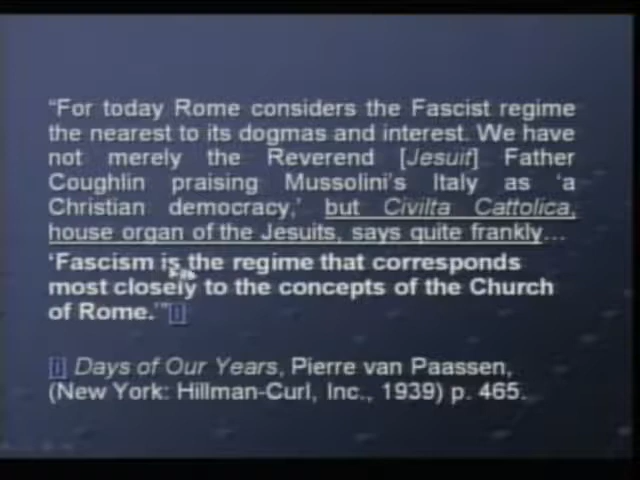 “For today Rome considers the Fascist regime
the nearest to its dogmas and interest. We have
not merely the Reverend [Jesuit] Father
Coughlin praising Mussolini's Italy as ‘a
Christian democracy,’ but Civilta Cattolica,
house organ of the Jesuits, says quite frankly…
‘Fascism is the regime that corresponds
most closely to the concepts of the Church
of Rome.’”[i]
[i] Days of Our Years, Pierre van Paassen,
(New York: Hillman-Curl, Inc., 1939) p. 465.